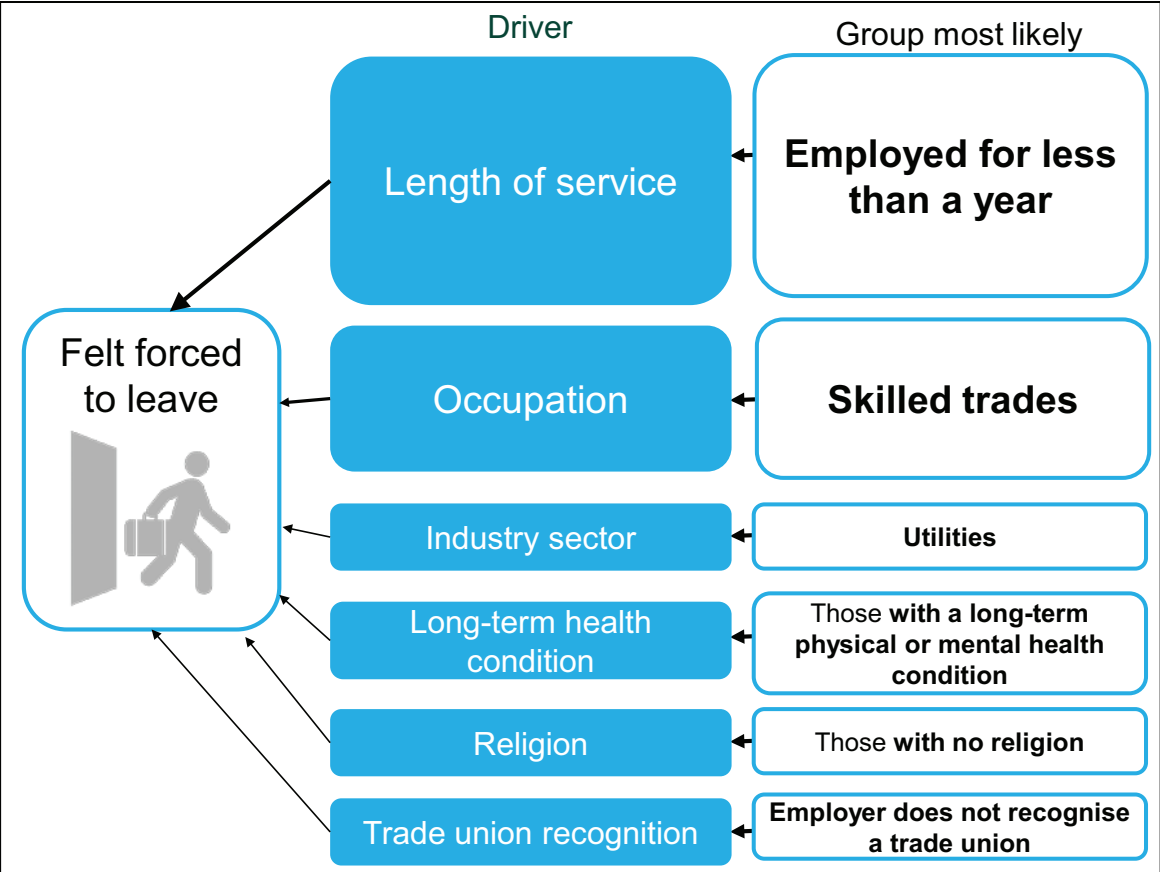 Driver
Group most likely
Length of service
Employed for less
than a year
Felt forced
to leave
Occupation
Skilled trades
Industry sector
Utilities
Long-term health
condition
Those with a long-term
physical or mental health
condition
Religion
Those with no religion
Trade union recognition
Employer does not recognise
a trade union